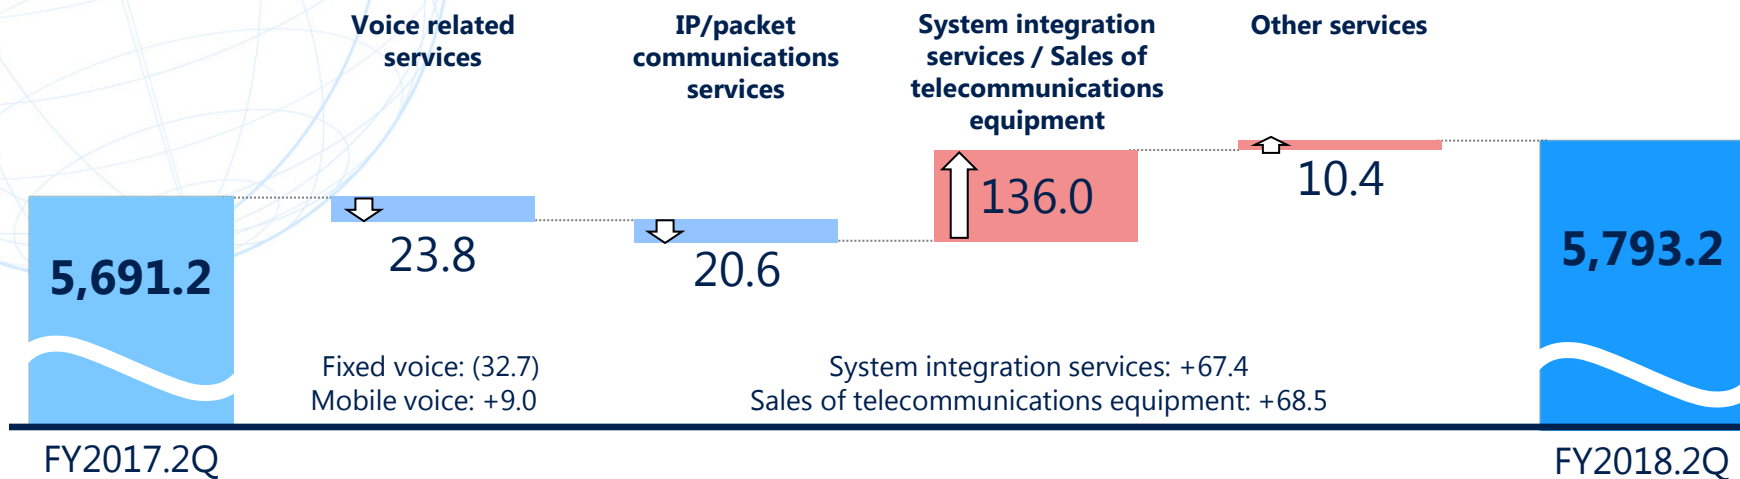 Voice related
services
IP/packet
communications
services
System integration
services / Sales of
telecommunications
equipment
Other services
5,691.2
23.8
20.6
136.0
10.4
5,793.2
Fixed voice: (32.7)
Mobile voice: +9.0
System integration services: +67.4
Sales of telecommunications equipment: +68.5
FY2017.2Q
FY2018.2Q